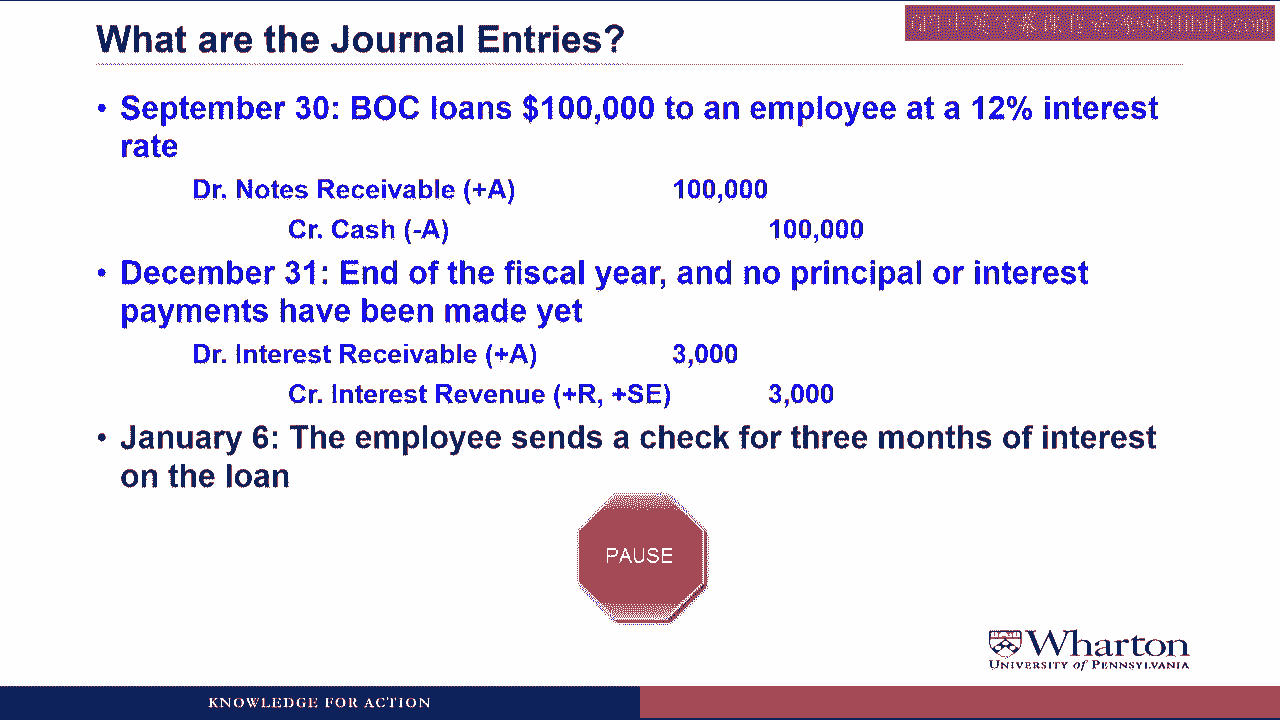 What are the Journal Entries?
• September 30: BOC loans $100,000 to an employee at a 12% interest
rate
Dr. Notes Receivable (+A) 100,000
Cr. Cash (-A) 100,000
• December 31: End of the fiscal year, and no principal or interest
payments have been made yet
Dr. Interest Receivable (+A) 3,000
Cr. Interest Revenue (+R, +SE) 3,000
• January 6: The employee sends a check for three months of interest
on the loan
PAUSE
Wharton
UNIVERSITY of PENNSYLVANIA
KNOWLEDGE FOR ACTION